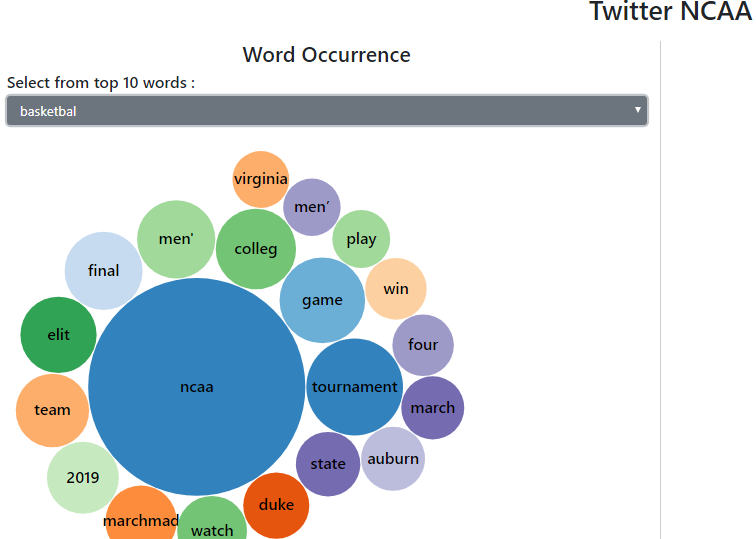 Twitter NCAA
Word Occurrence
Select from top 10 words :
basketbal
virginia
men’
men'
colleg
play
final
game
win
elit
four
ncaa
tournament
march
team
auburn
state
2019
duke
marchmad
watch